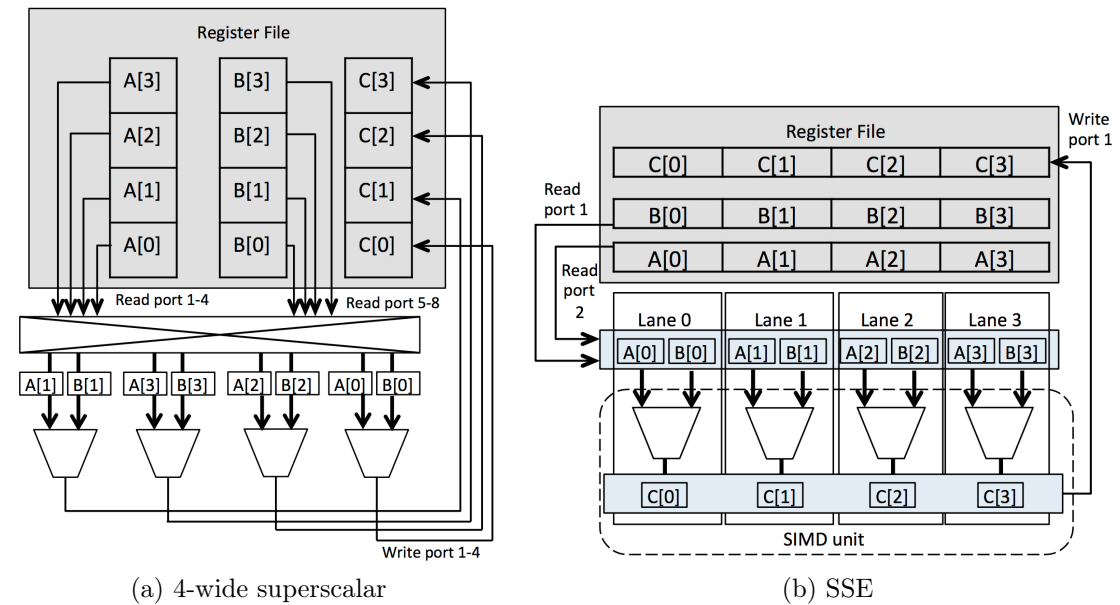 Register File
A[3] B[3] C[3]
A[2] B[2] C[2]
A[1] B[1] C[1]
A[0] B[0] C[0]
Read port 1-4 Read port 5-8
A[1] B[1] A[3] B[3] A[2] B[2] A[0] B[0]
Write port 1-4
(a) 4-wide superscalar
Write
port 1
Register File
C[0] C[1] C[2] C[3]
Read
port 1
B[0] B[1] B[2] B[3]
A[0] A[1] A[2] A[3]
Read
port
2
Lane 0 Lane 1 Lane 2 Lane 3
A[0] B[0] A[1] B[1] A[2] B[2] A[3] B[3]
C[0] C[1] C[2] C[3]
SIMD unit
(b) SSE